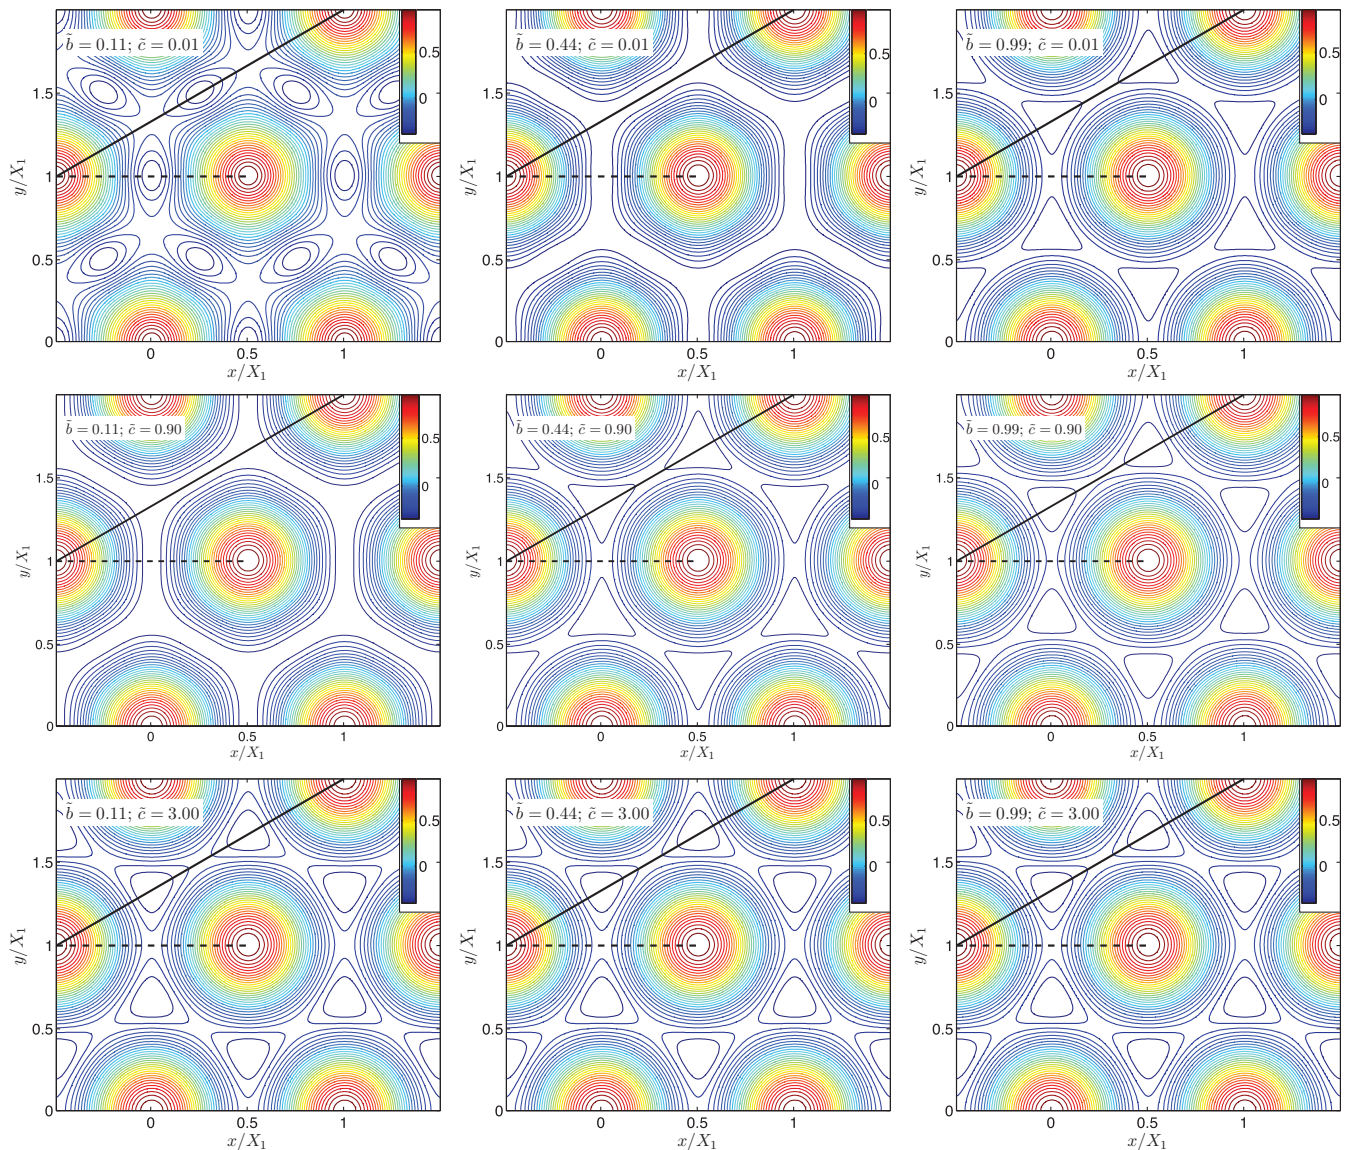 b̃ = 0.11; c̃ = 0.01
0.5
0
1.5
1
0.5
0
y/X₁
0 0.5 1
x/X₁
b̃ = 0.44; c̃ = 0.01
0.5
0
1.5
1
0.5
0
y/X₁
0 0.5 1
x/X₁
b̃ = 0.99; c̃ = 0.01
0.5
0
1.5
1
0.5
0
y/X₁
0 0.5 1
x/X₁
b̃ = 0.11; c̃ = 0.90
0.5
0
1.5
1
0.5
0
y/X₁
0 0.5 1
x/X₁
b̃ = 0.44; c̃ = 0.90
0.5
0
1.5
1
0.5
0
y/X₁
0 0.5 1
x/X₁
b̃ = 0.99; c̃ = 0.90
0.5
0
1.5
1
0.5
0
y/X₁
0 0.5 1
x/X₁
b̃ = 0.11; c̃ = 3.00
0.5
0
1.5
1
0.5
0
y/X₁
0 0.5 1
x/X₁
b̃ = 0.44; c̃ = 3.00
0.5
0
1.5
1
0.5
0
y/X₁
0 0.5 1
x/X₁
b̃ = 0.99; c̃ = 3.00
0.5
0
1.5
1
0.5
0
y/X₁
0 0.5 1
x/X₁